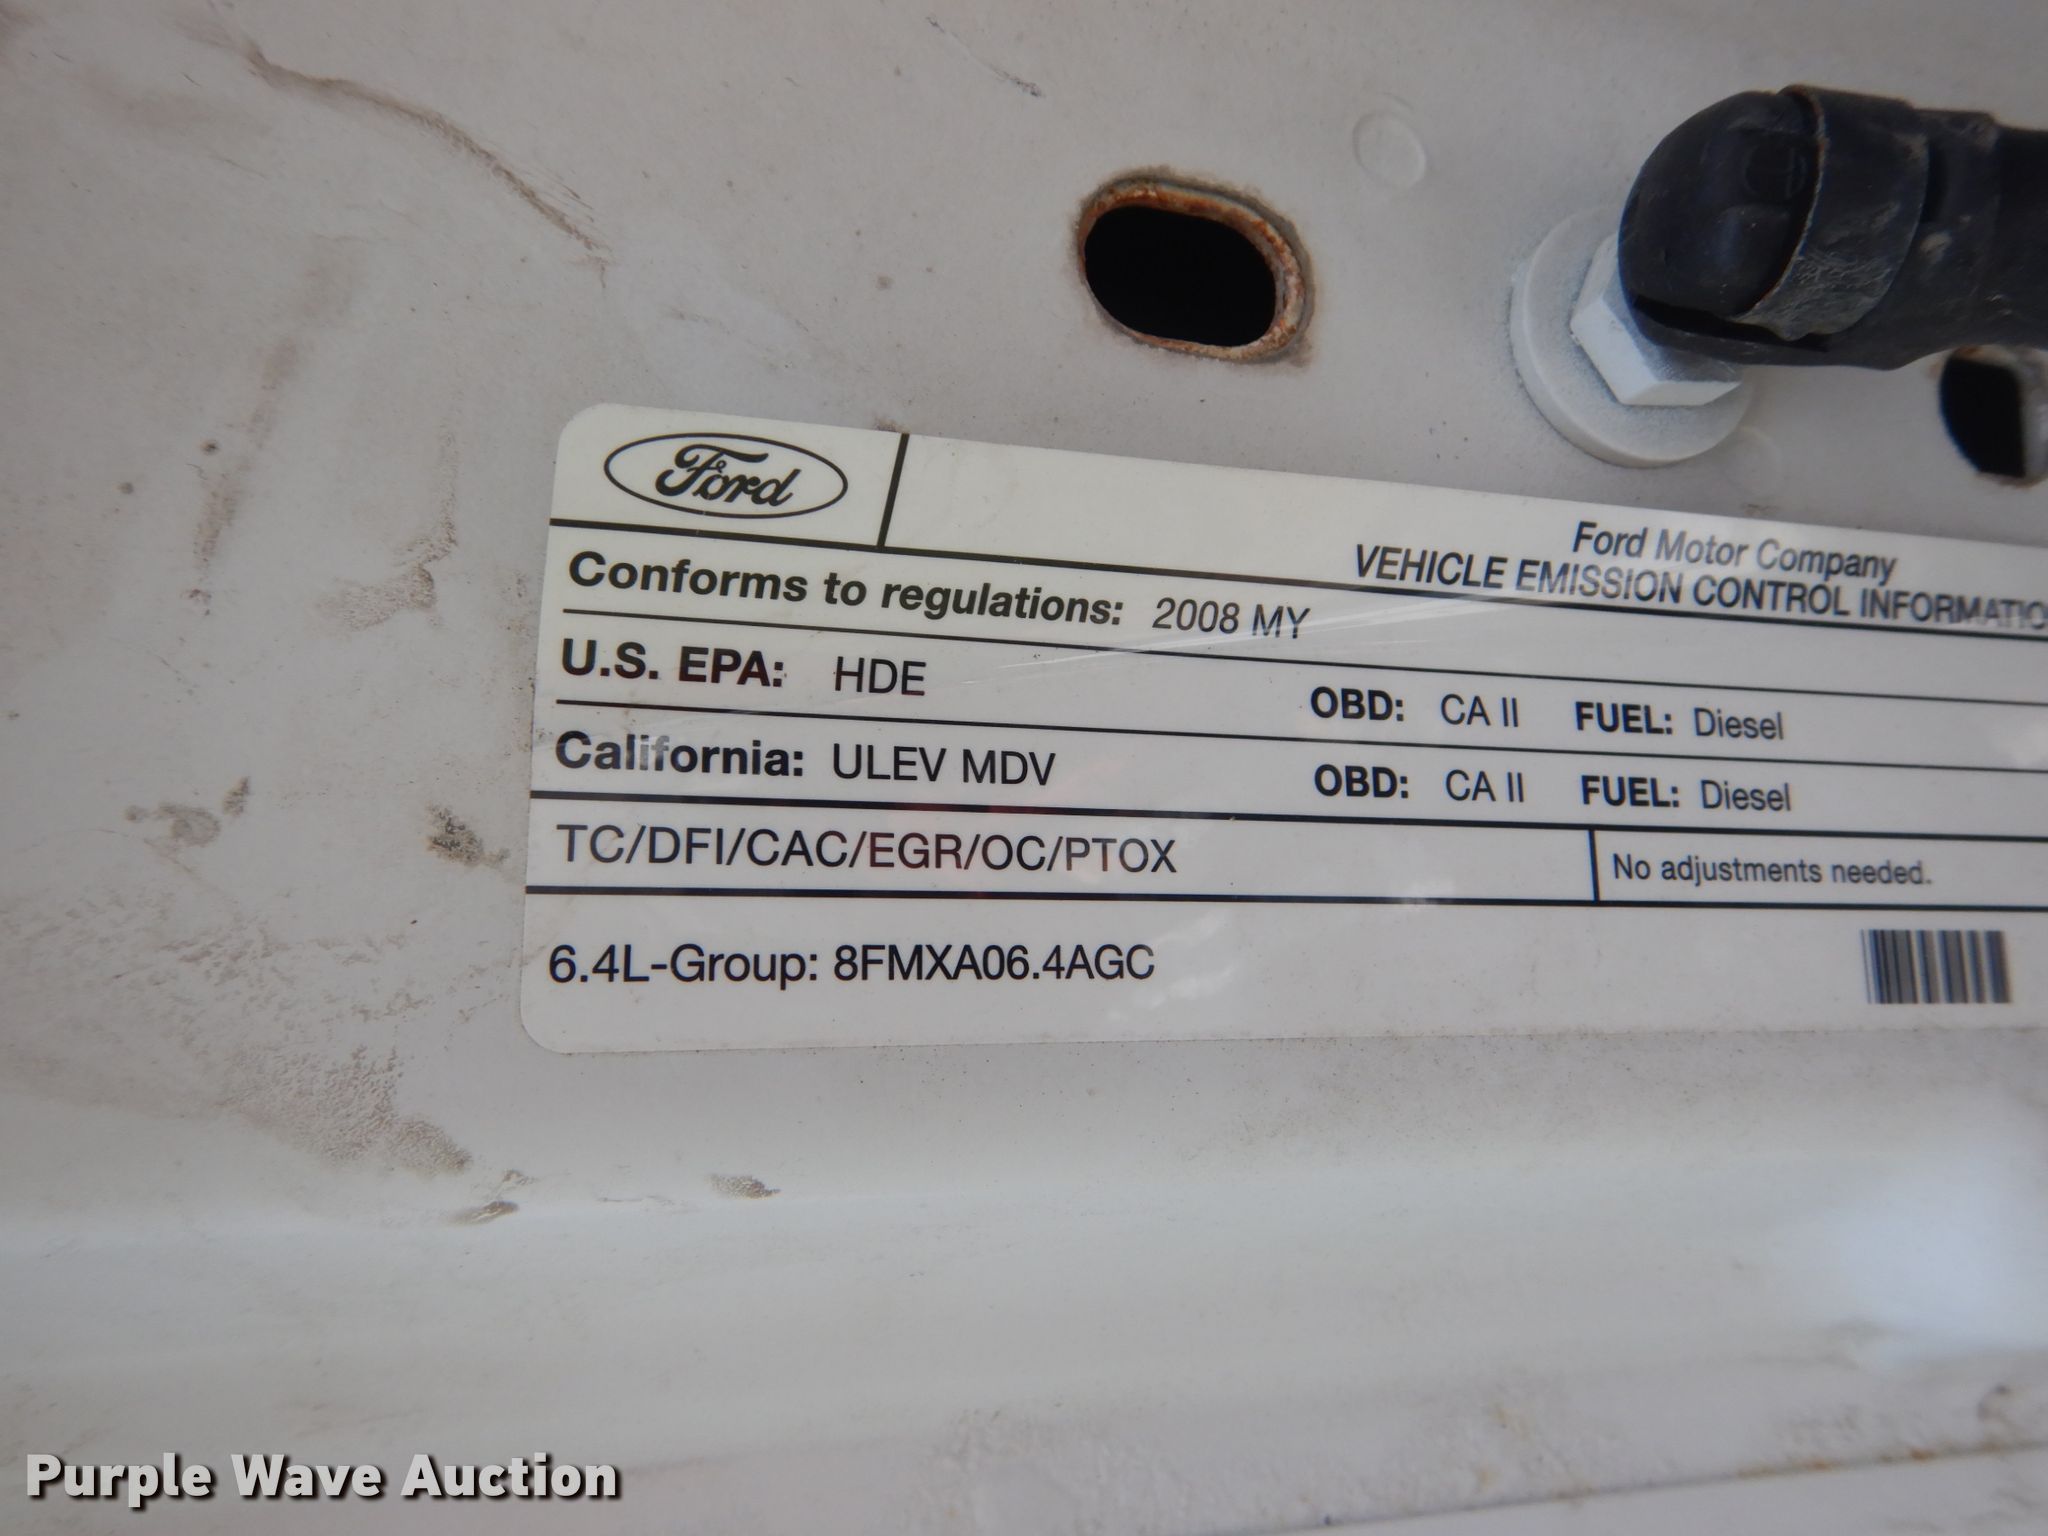 Ford
Ford Motor Company
VEHICLE EMISSION CONTROL INFORMATIO
Conforms to regulations: 2008 MY
U.S. EPA: HDE OBD: CA II FUEL: Diesel
California: ULEV MDV OBD: CA II FUEL: Diesel
TC/DFI/CAC/EGR/OC/PTOX No adjustments needed.
6.4L-Group: 8FMXA06.4AGC
Purple Wave Auction